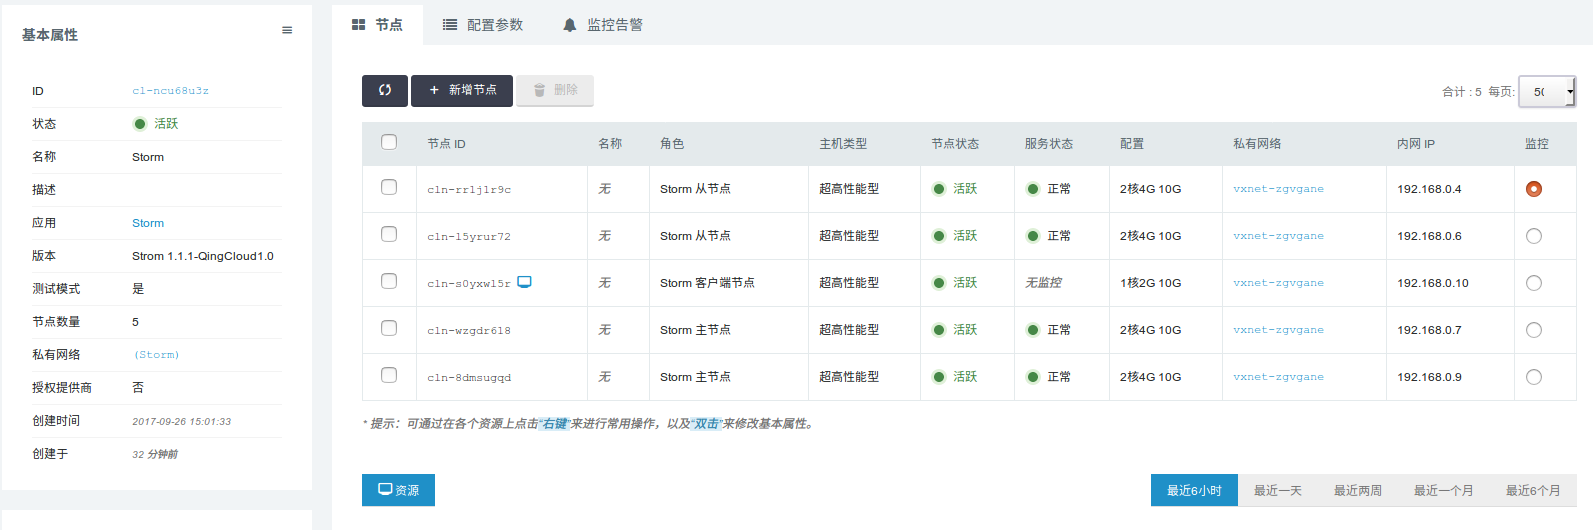 基本属性
ID cl-ncu68u3z
状态 活跃
名称 Storm
描述
应用 Storm
版本 Strom 1.1.1-QingCloud1.0
测试模式 是
节点数量 5
私有网络 (Storm)
授权提供商 否
创建时间 2017-09-26 15:01:33
创建于 32 分钟前
节点 配置参数 监控告警
新增节点 删除 合计 : 5 每页: 50
节点 ID 名称 角色 主机类型 节点状态 服务状态 配置 私有网络 内网 IP 监控
cln-rrljlr9c 无 Storm 从节点 超高性能型 活跃 正常 2核4G 10G vxnet-zgvgane 192.168.0.4
cln-l5yrur72 无 Storm 从节点 超高性能型 活跃 正常 2核4G 10G vxnet-zgvgane 192.168.0.6
cln-s0yxwl5r 无 Storm 客户端节点 超高性能型 活跃 无监控 1核2G 10G vxnet-zgvgane 192.168.0.10
cln-wzgdr6l8 无 Storm 主节点 超高性能型 活跃 正常 2核4G 10G vxnet-zgvgane 192.168.0.7
cln-8dmsugqd 无 Storm 主节点 超高性能型 活跃 正常 2核4G 10G vxnet-zgvgane 192.168.0.9
* 提示：可通过在各个资源上点击“右键”来进行常用操作，以及“双击”来修改基本属性。
资源 最近6小时 最近一天 最近两周 最近一个月 最近6个月